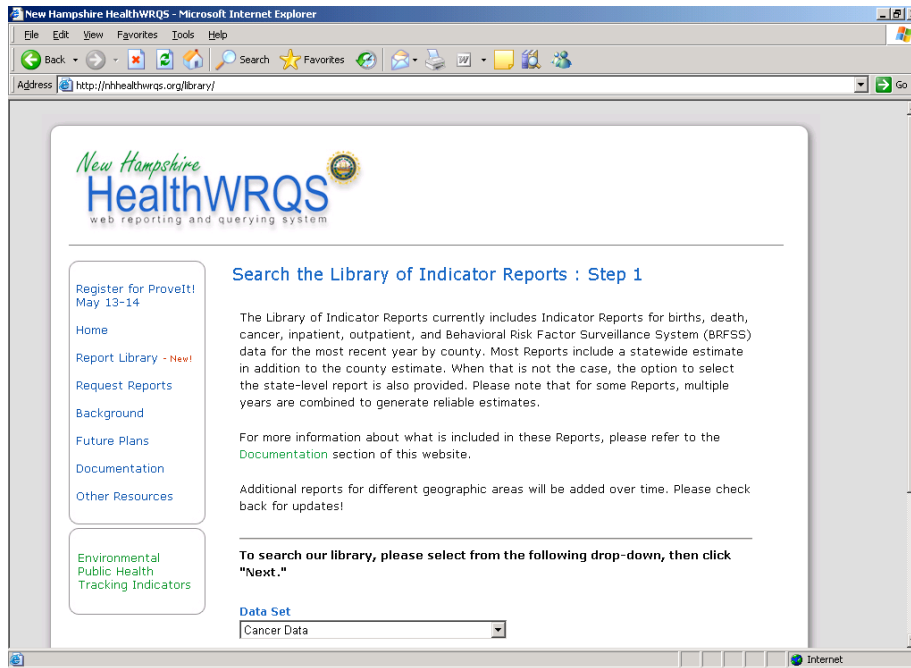 New Hampshire HealthWRQS - Microsoft Internet Explorer
File Edit View Favorites Tools Help
Back Search Favorites
Address http://nhhealthwrqs.org/library/ Go
New Hampshire
HealthWRQS
web reporting and querying system
Register for ProveIt!
May 13-14
Home
Report Library - New!
Request Reports
Background
Future Plans
Documentation
Other Resources
Environmental
Public Health
Tracking Indicators
Search the Library of Indicator Reports : Step 1
The Library of Indicator Reports currently includes Indicator Reports for births, death,
cancer, inpatient, outpatient, and Behavioral Risk Factor Surveillance System (BRFSS)
data for the most recent year by county. Most Reports include a statewide estimate
in addition to the county estimate. When that is not the case, the option to select
the state-level report is also provided. Please note that for some Reports, multiple
years are combined to generate reliable estimates.
For more information about what is included in these Reports, please refer to the
Documentation section of this website.
Additional reports for different geographic areas will be added over time. Please check
back for updates!
To search our library, please select from the following drop-down, then click
"Next."
Data Set
Cancer Data
Internet